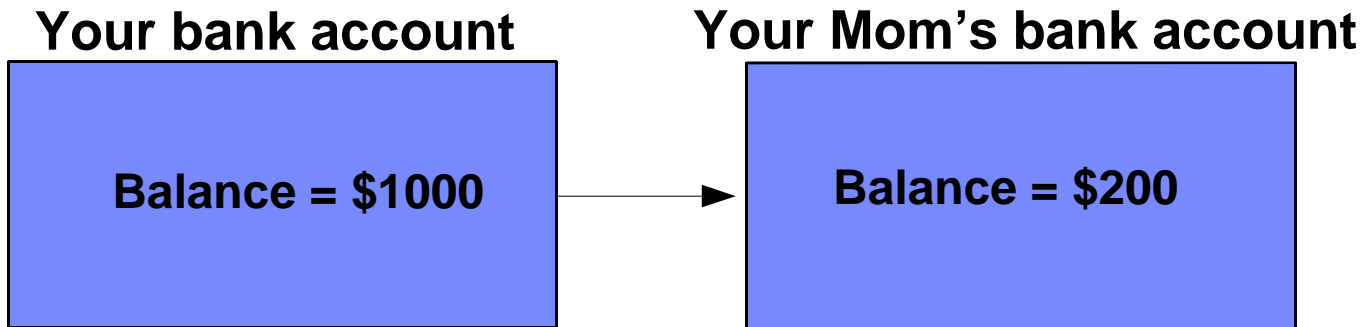 Your bank account
Your Mom’s bank account
Balance = $1000
Balance = $200